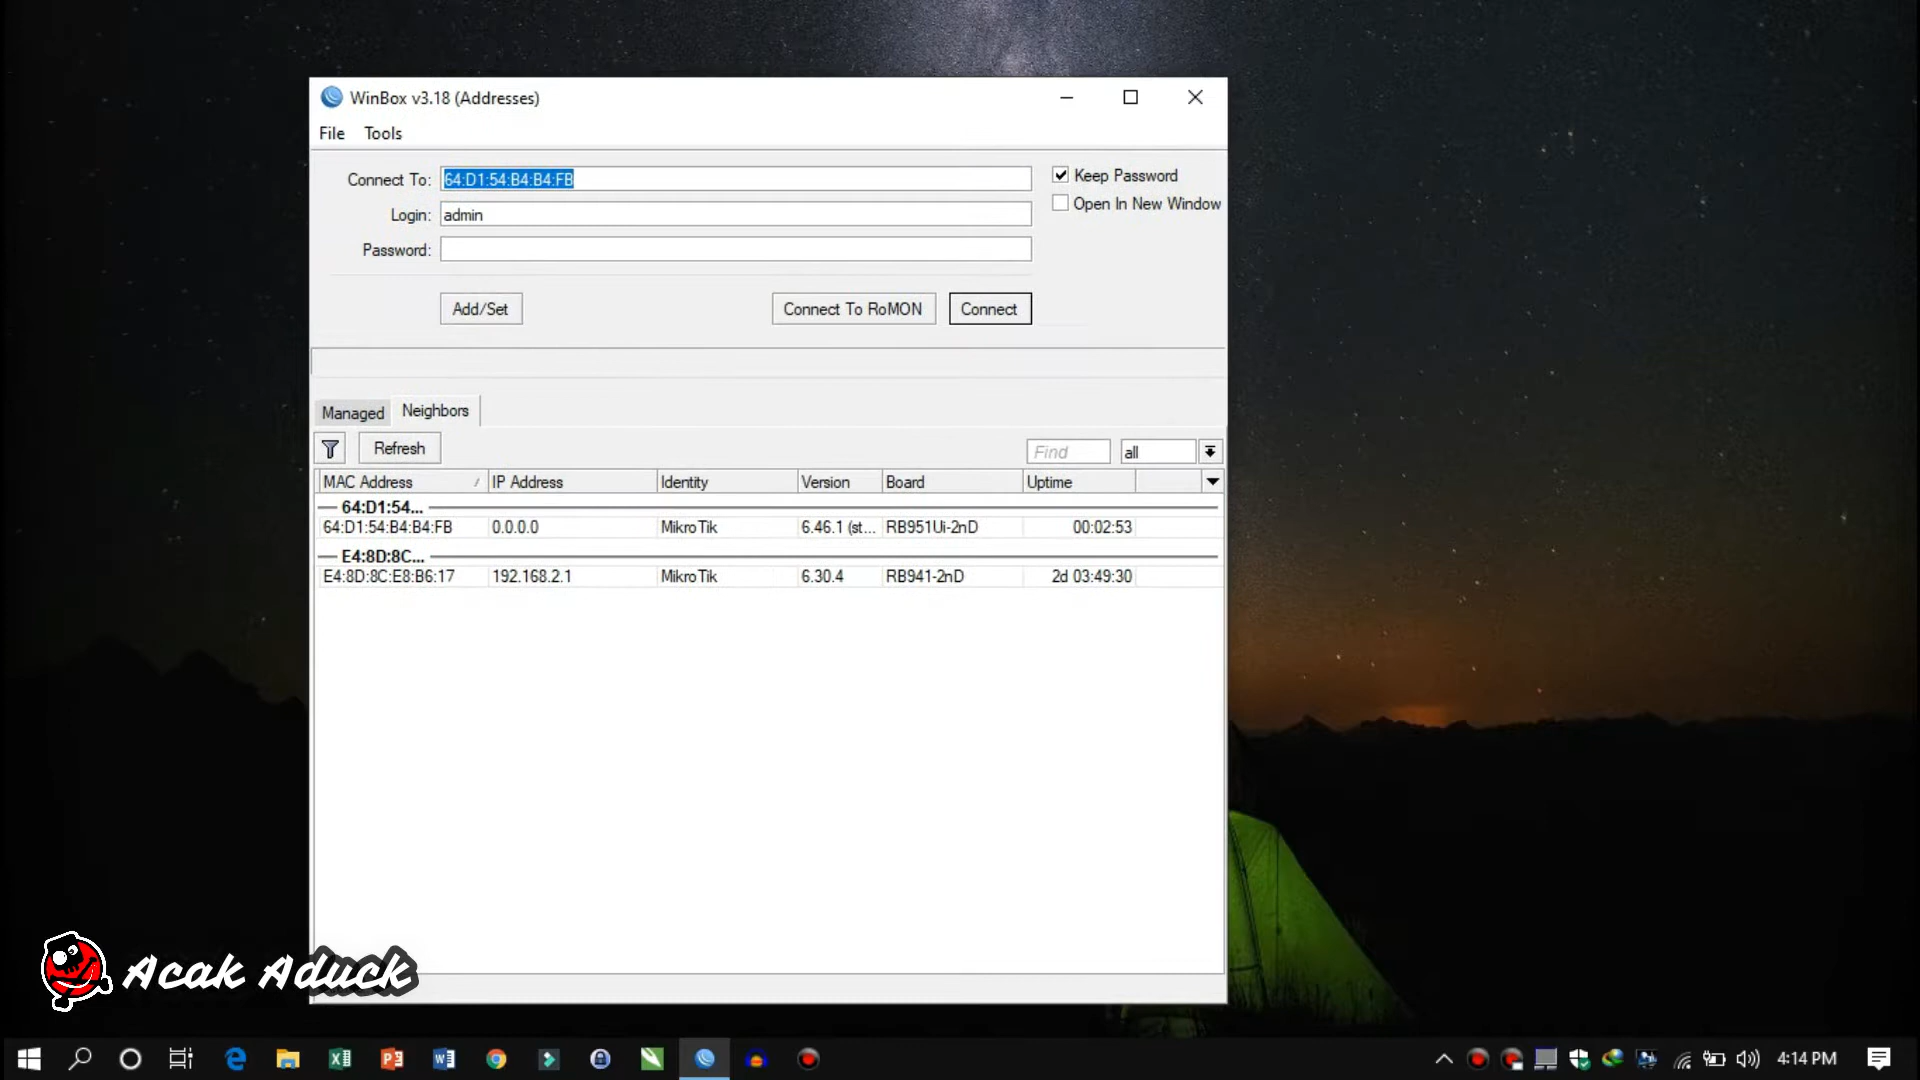 WinBox v3.18 (Addresses)
File Tools
Connect To: 64:D1:54:B4:B4:FB
Keep Password
Login: admin
Open In New Window
Password:
Add/Set Connect To RoMON Connect
Managed Neighbors
Refresh Find all
MAC Address / IP Address Identity Version Board Uptime
64:D1:54...
64:D1:54:B4:B4:FB 0.0.0.0 MikroTik 6.46.1 (st... RB951Ui-2nD 00:02:53
E4:8D:8C...
E4:8D:8C:E8:B6:17 192.168.2.1 MikroTik 6.30.4 RB941-2nD 2d 03:49:30
Acak Aduck
4:14 PM